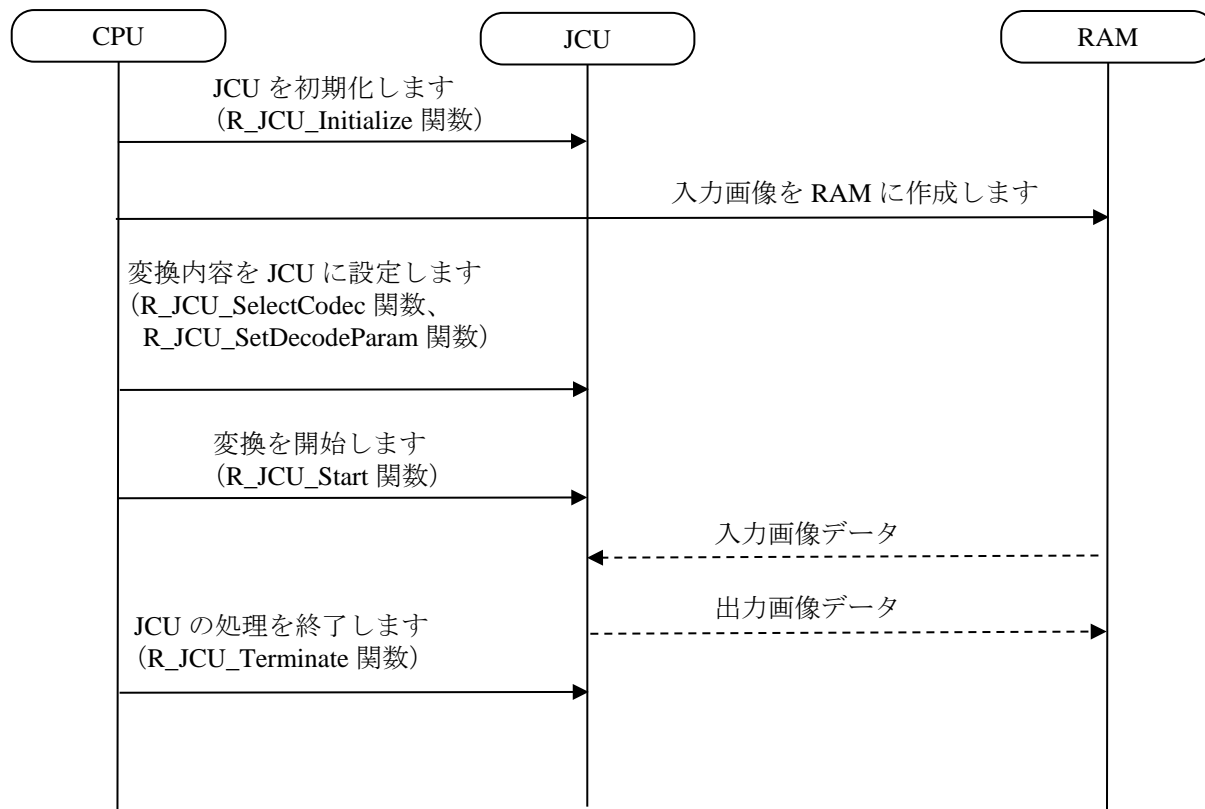 CPU
JCU
RAM
JCU を初期化します
（R_JCU_Initialize 関数）
入力画像を RAM に作成します
変換内容を JCU に設定します
（R_JCU_SelectCodec 関数、
R_JCU_SetDecodeParam 関数）
変換を開始します
（R_JCU_Start 関数）
入力画像データ
出力画像データ
JCU の処理を終了します
（R_JCU_Terminate 関数）